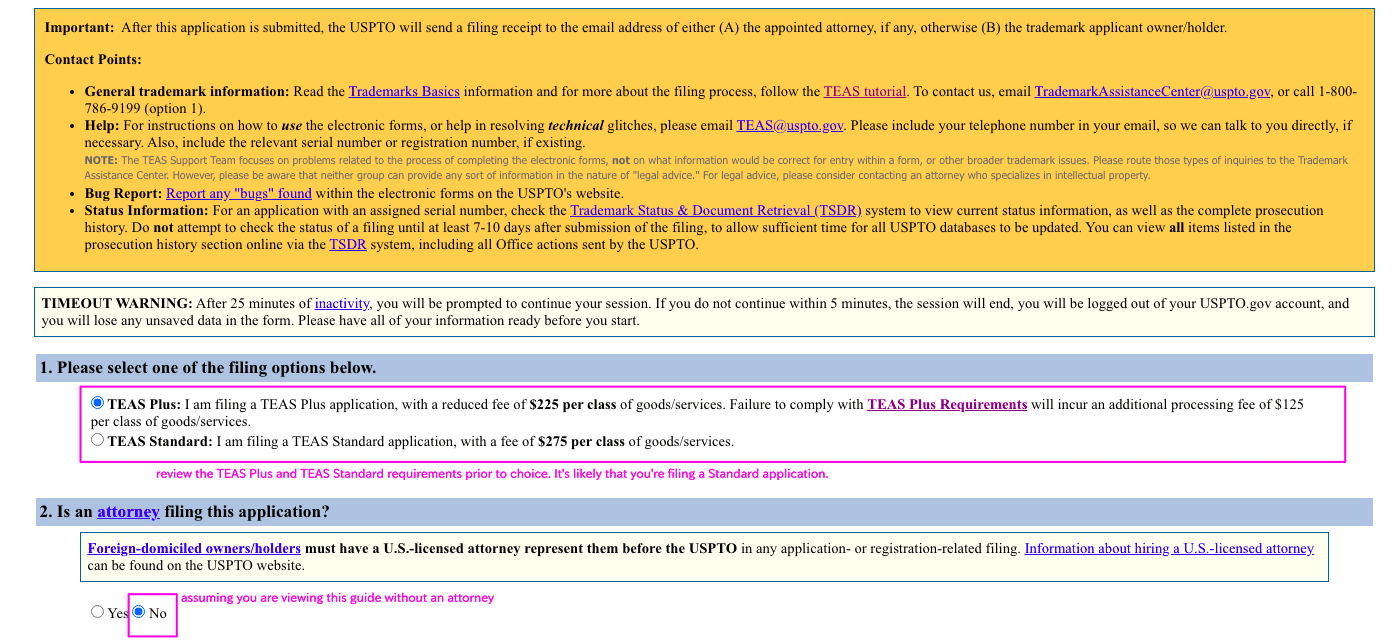 Important: After this application is submitted, the USPTO will send a filing receipt to the email address of either (A) the appointed attorney, if any, otherwise (B) the trademark applicant owner/holder.
Contact Points:
• General trademark information: Read the Trademarks Basics information and for more about the filing process, follow the TEAS tutorial. To contact us, email TrademarkAssistanceCenter@uspto.gov, or call 1-800-
786-9199 (option 1).
• Help: For instructions on how to use the electronic forms, or help in resolving technical glitches, please email TEAS@uspto.gov. Please include your telephone number in your email, so we can talk to you directly, if
necessary. Also, include the relevant serial number or registration number, if existing.
NOTE: The TEAS Support Team focuses on problems related to the process of completing the electronic forms, not on what information would be correct for entry within a form, or other broader trademark issues. Please route those types of inquiries to the Trademark
Assistance Center. However, please be aware that neither group can provide any sort of information in the nature of "legal advice." For legal advice, please consider contacting an attorney who specializes in intellectual property.
• Bug Report: Report any "bugs" found within the electronic forms on the USPTO's website.
• Status Information: For an application with an assigned serial number, check the Trademark Status & Document Retrieval (TSDR) system to view current status information, as well as the complete prosecution
history. Do not attempt to check the status of a filing until at least 7-10 days after submission of the filing, to allow sufficient time for all USPTO databases to be updated. You can view all items listed in the
prosecution history section online via the TSDR system, including all Office actions sent by the USPTO.
TIMEOUT WARNING: After 25 minutes of inactivity, you will be prompted to continue your session. If you do not continue within 5 minutes, the session will end, you will be logged out of your USPTO.gov account, and
you will lose any unsaved data in the form. Please have all of your information ready before you start.
1. Please select one of the filing options below.
TEAS Plus: I am filing a TEAS Plus application, with a reduced fee of $225 per class of goods/services. Failure to comply with TEAS Plus Requirements will incur an additional processing fee of $125
per class of goods/services.
TEAS Standard: I am filing a TEAS Standard application, with a fee of $275 per class of goods/services.
review the TEAS Plus and TEAS Standard requirements prior to choice. It's likely that you're filing a Standard application.
2. Is an attorney filing this application?
Foreign-domiciled owners/holders must have a U.S.-licensed attorney represent them before the USPTO in any application- or registration-related filing. Information about hiring a U.S.-licensed attorney
can be found on the USPTO website.
assuming you are viewing this guide without an attorney
Yes No